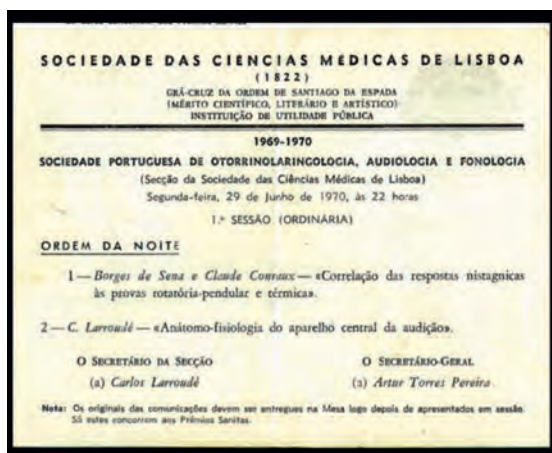 SOCIEDADE DAS CIÊNCIAS MÉDICAS DE LISBOA
(1822)
GRÃ-CRUZ DA ORDEM DE SANTIAGO DA ESPADA
(MÉRITO CIENTÍFICO, LITERÁRIO E ARTÍSTICO)
INSTITUIÇÃO DE UTILIDADE PÚBLICA
1969-1970
SOCIEDADE PORTUGUESA DE OTORRINOLARINGOLOGIA, AUDIOLOGIA E FONOLOGIA
(Secção da Sociedade das Ciências Médicas de Lisboa)
Segunda-feira, 29 de Junho de 1970, às 22 horas
1.ª SESSÃO (ORDINÁRIA)
ORDEM DA NOITE
1 — Borges de Sena e Claude Conraux — «Correlação das respostas nistagnicas
às provas rotatória-pendular e térmica».
2 — C. Larroudé — «Anátomo-fisiologia do aparelho central da audição».
O SECRETÁRIO DA SECÇÃO O SECRETÁRIO-GERAL
(a) Carlos Larroudé (a) Artur Torres Pereira
Nota: Os originais das comunicações devem ser entregues na Mesa logo depois de apresentados em sessão.
Só estes concorrem aos Prémios Sanitas.